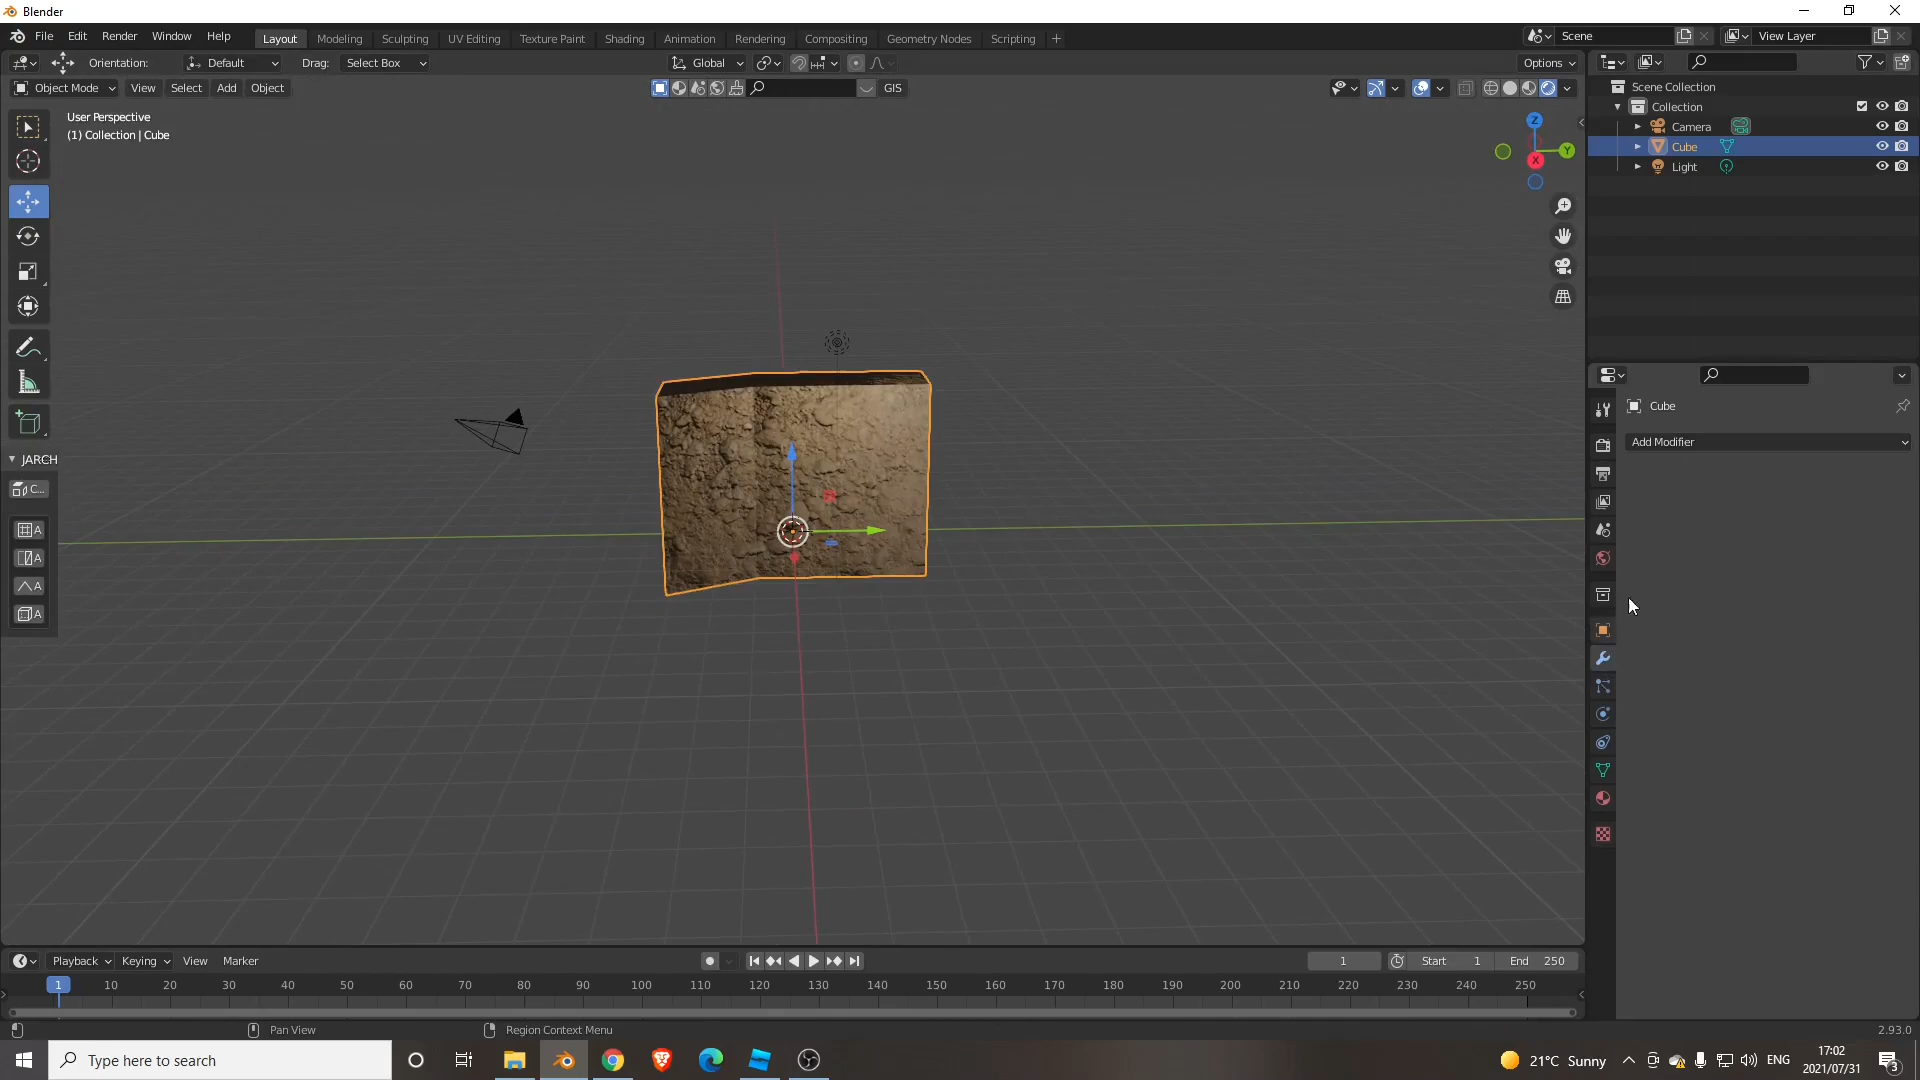 Blender
File Edit Render Window Help Layout Modeling Sculpting UV Editing Texture Paint Shading Animation Rendering Compositing Geometry Nodes Scripting + Scene View Layer
Orientation: Default Drag: Select Box Global Options
Object Mode View Select Add Object GIS
User Perspective
(1) Collection | Cube
Z
Y
X
JARCH
C...
A
A
A
A
Scene Collection
Collection
Camera
Cube
Light
Cube
Add Modifier
Playback Keying View Marker 1 Start 1 End 250
1 10 20 30 40 50 60 70 80 90 100 110 120 130 140 150 160 170 180 190 200 210 220 230 240 250
Pan View Region Context Menu 2.93.0
Type here to search
21°C Sunny ENG
17:02
2021/07/31
3